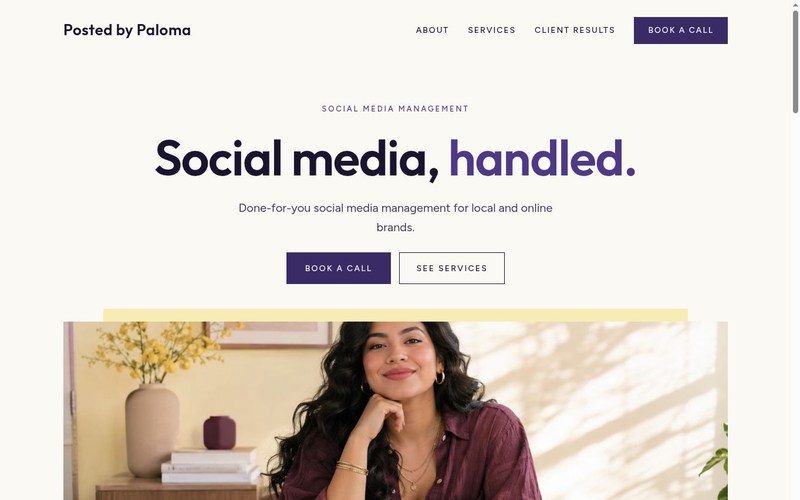 Posted by Paloma
ABOUT
SERVICES
CLIENT RESULTS
BOOK A CALL
SOCIAL MEDIA MANAGEMENT
Social media, handled.
Done-for-you social media management for local and online
brands.
BOOK A CALL
SEE SERVICES